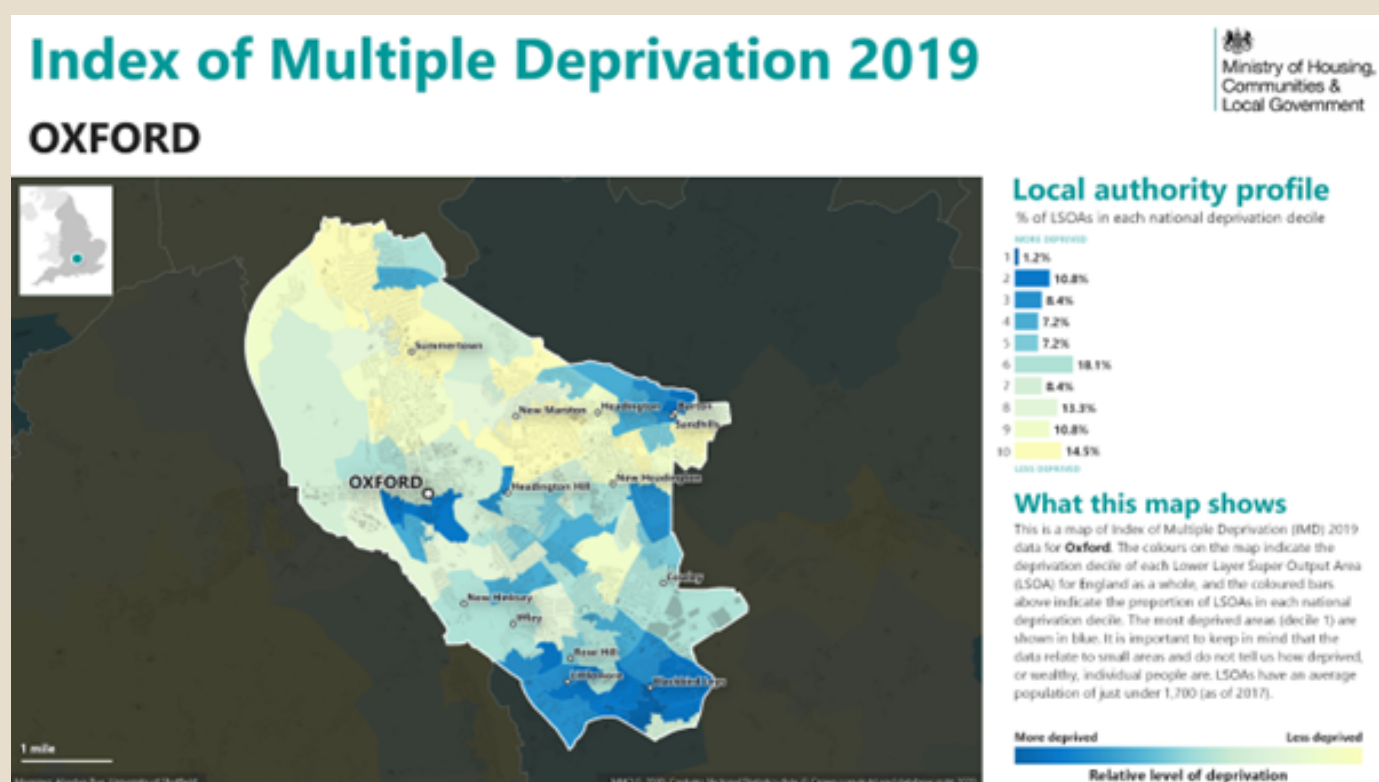 Index of Multiple Deprivation 2019
Ministry of Housing,
Communities &
Local Government
OXFORD
Local authority profile
% of LSOAs in each national deprivation decile
MORE DEPRIVED
1 1.2%
2 10.8%
3 8.4%
4 7.2%
5 7.2%
6 18.1%
7 8.4%
8 13.3%
9 10.8%
10 14.5%
LESS DEPRIVED
Summertown
New Marston
Headington
Barton
Sandhills
OXFORD
Headington Hill
New Headington
Cowley
New Hinksey
Iffley
Rose Hill
Littlemore
Blackbird Leys
1 mile
What this map shows
This is a map of Index of Multiple Deprivation (IMD) 2019
data for Oxford. The colours on the map indicate the
deprivation decile of each Lower Layer Super Output Area
(LSOA) for England as a whole, and the coloured bars
above indicate the proportion of LSOAs in each national
deprivation decile. The most deprived areas (decile 1) are
shown in blue. It is important to keep in mind that the
data relate to small areas and do not tell us how deprived,
or wealthy, individual people are. LSOAs have an average
population of just under 1,700 (as of 2017).
More deprived
Less deprived
Relative level of deprivation